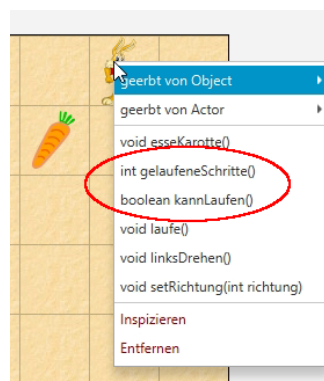 geerbt von Object
geerbt von Actor
void esseKarotte()
int gelaufeneSchritte()
boolean kannLaufen()
void laufe()
void linksDrehen()
void setRichtung(int richtung)
Inspizieren
Entfernen